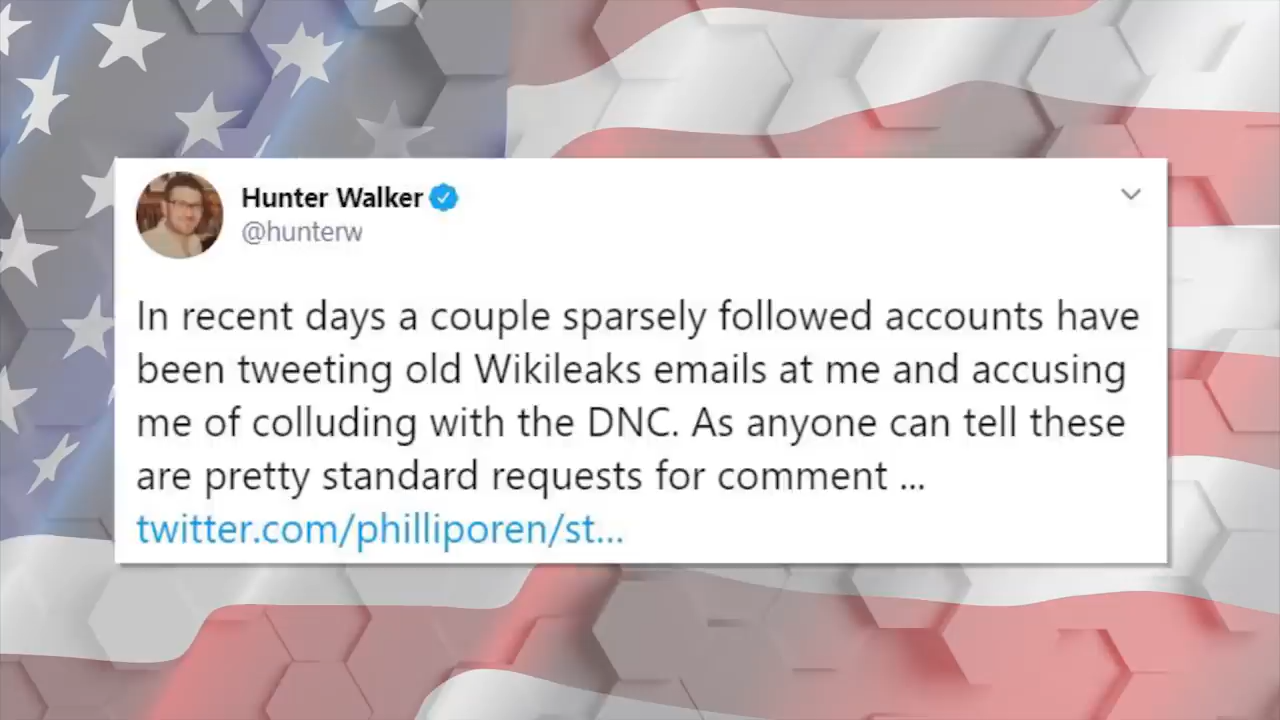 Hunter Walker
@hunterw
In recent days a couple sparsely followed accounts have
been tweeting old Wikileaks emails at me and accusing
me of colluding with the DNC. As anyone can tell these
are pretty standard requests for comment ...
twitter.com/philliporen/st...